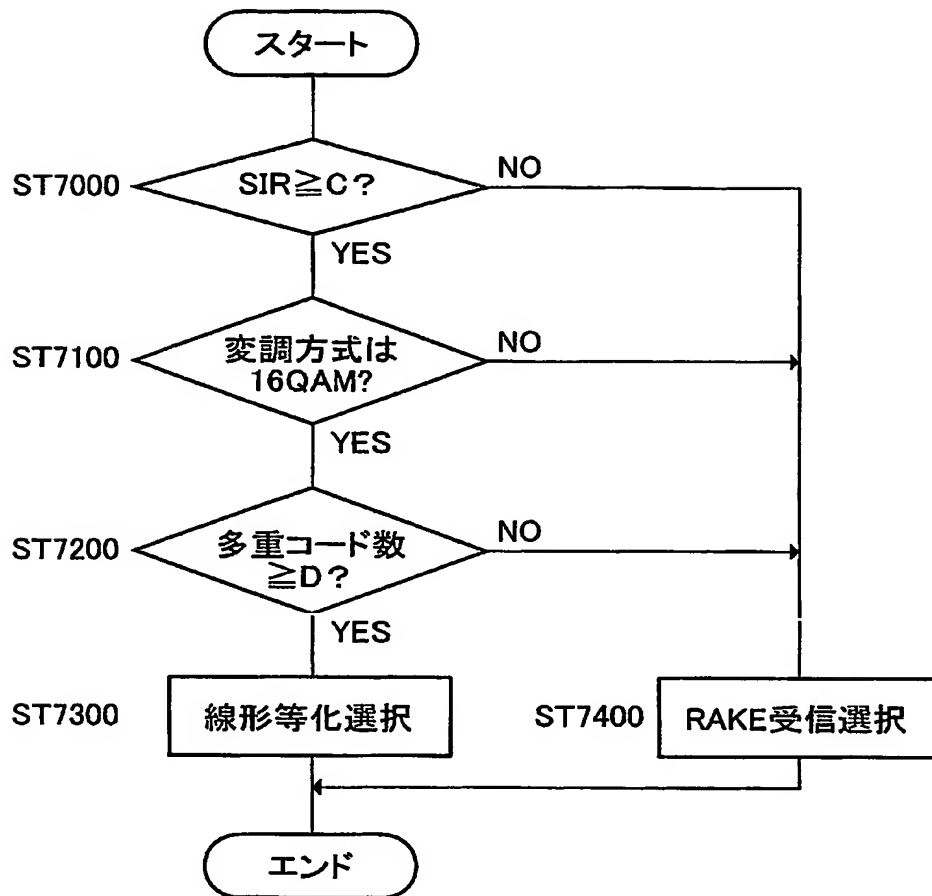 スタート
ST7000
SIR≧C?
NO
YES
ST7100
変調方式は
16QAM?
NO
YES
ST7200
多重コード数
≧D?
NO
YES
ST7300
線形等化選択
ST7400
RAKE受信選択
エンド